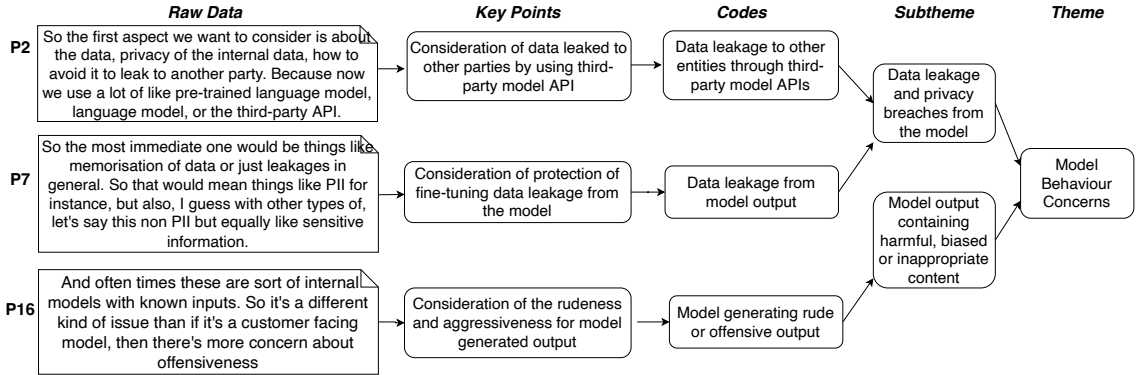 Raw Data
Key Points
Codes
Subtheme
Theme
P2
So the first aspect we want to consider is about
the data, privacy of the internal data, how to
avoid it to leak to another party. Because now
we use a lot of like pre-trained language model,
language model, or the third-party API.
Consideration of data leaked to
other parties by using third-
party model API
Data leakage to other
entities through third-
party model APIs
Data leakage
and privacy
breaches from
the model
P7
So the most immediate one would be things like
memorisation of data or just leakages in
general. So that would mean things like PII for
instance, but also, I guess with other types of,
let's say this non PII but equally like sensitive
information.
Consideration of protection of
fine-tuning data leakage from
the model
Data leakage from
model output
Model
Behaviour
Concerns
Model output
containing
harmful, biased
or inappropriate
content
P16
And often times these are sort of internal
models with known inputs. So it's a different
kind of issue than if it's a customer facing
model, then there's more concern about
offensiveness
Consideration of the rudeness
and aggressiveness for model
generated output
Model generating rude
or offensive output